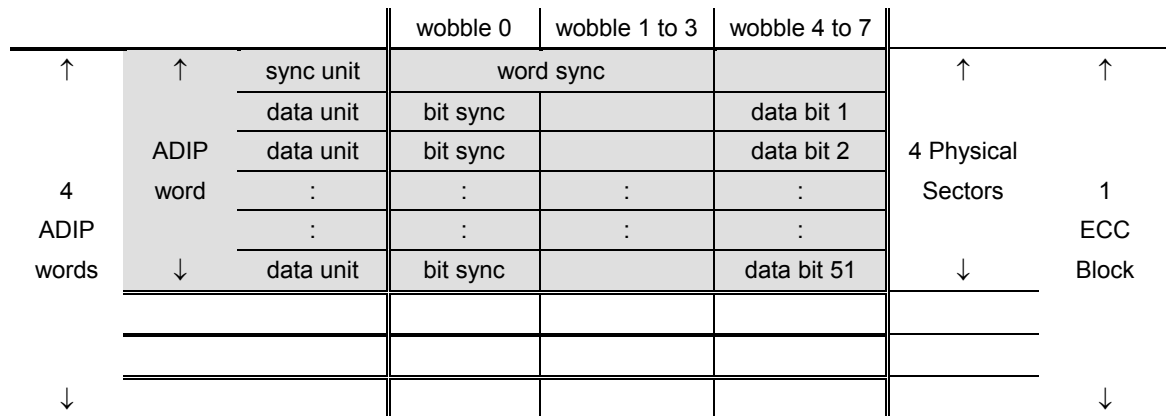 wobble 0 wobble 1 to 3 wobble 4 to 7
↑ ↑ sync unit word sync ↑ ↑
data unit bit sync data bit 1
ADIP data unit bit sync data bit 2 4 Physical
4 word : : : : Sectors 1
ADIP : : : : ECC
words ↓ data unit bit sync data bit 51 ↓ Block
↓ ↓